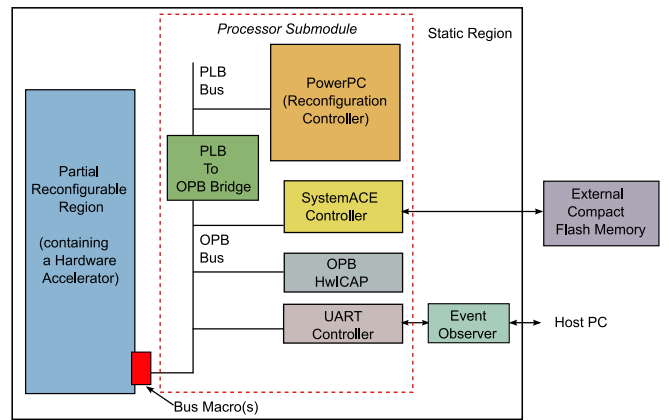 Processor Submodule
Static Region
PLB
Bus
PowerPC
(Reconfiguration
Controller)
Partial
Reconfigurable
Region
(containing
a Hardware
Accelerator)
PLB
To
OPB Bridge
SystemACE
Controller
External
Compact
Flash Memory
OPB
Bus
OPB
HwICAP
UART
Controller
Event
Observer
Host PC
Bus Macro(s)